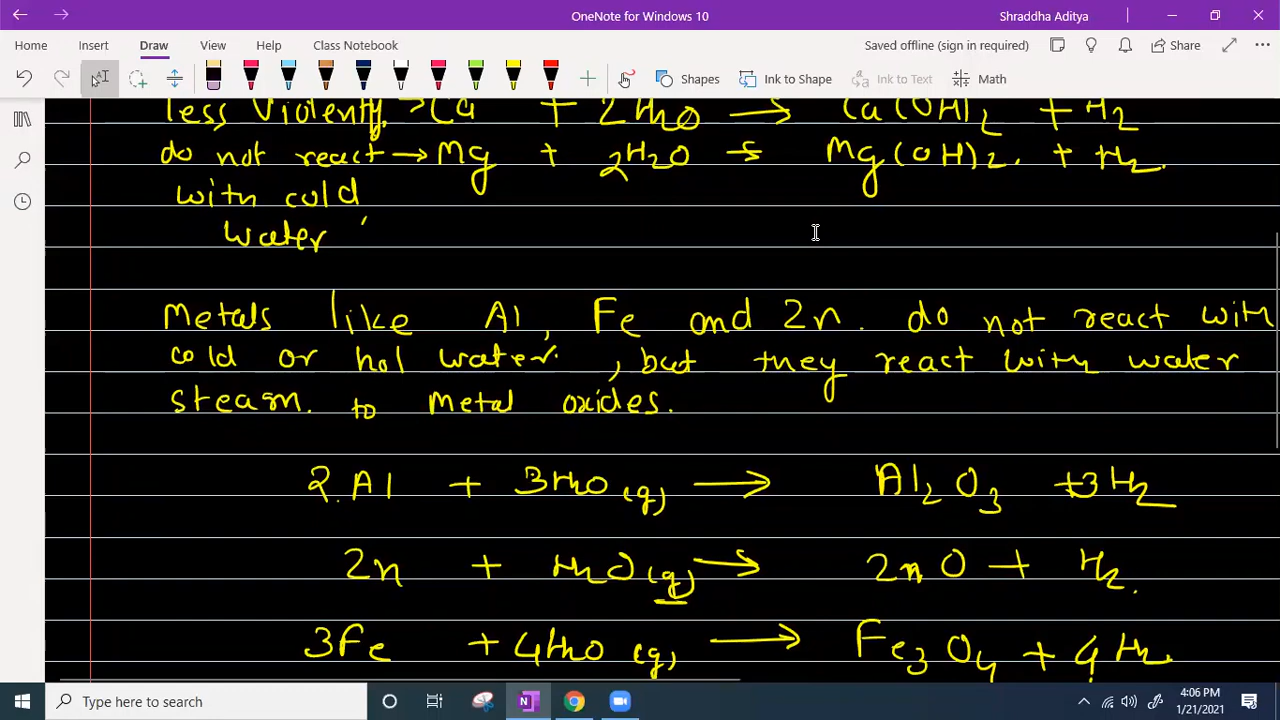 OneNote for Windows 10
Shraddha Aditya
Home Insert Draw View Help Class Notebook
Saved offline (sign in required) Share
Shapes Ink to Shape Ink to Text Math
less Violently. → Ca + 2H2O → Ca(OH)2 + H2
do not react → Mg + 2H2O → Mg(OH)2. + H2.
with cold
water
Metals like Al, Fe and Zn. do not react with
cold or hot water. , but they react with water
steam. to metal oxides.
2.Al + 3H2O (g) → Al2O3 + 3H2
Zn + H2O (g) → ZnO + H2.
3Fe + 4H2O (g) → Fe3O4 + 4H2.
Type here to search
4:06 PM
1/21/2021